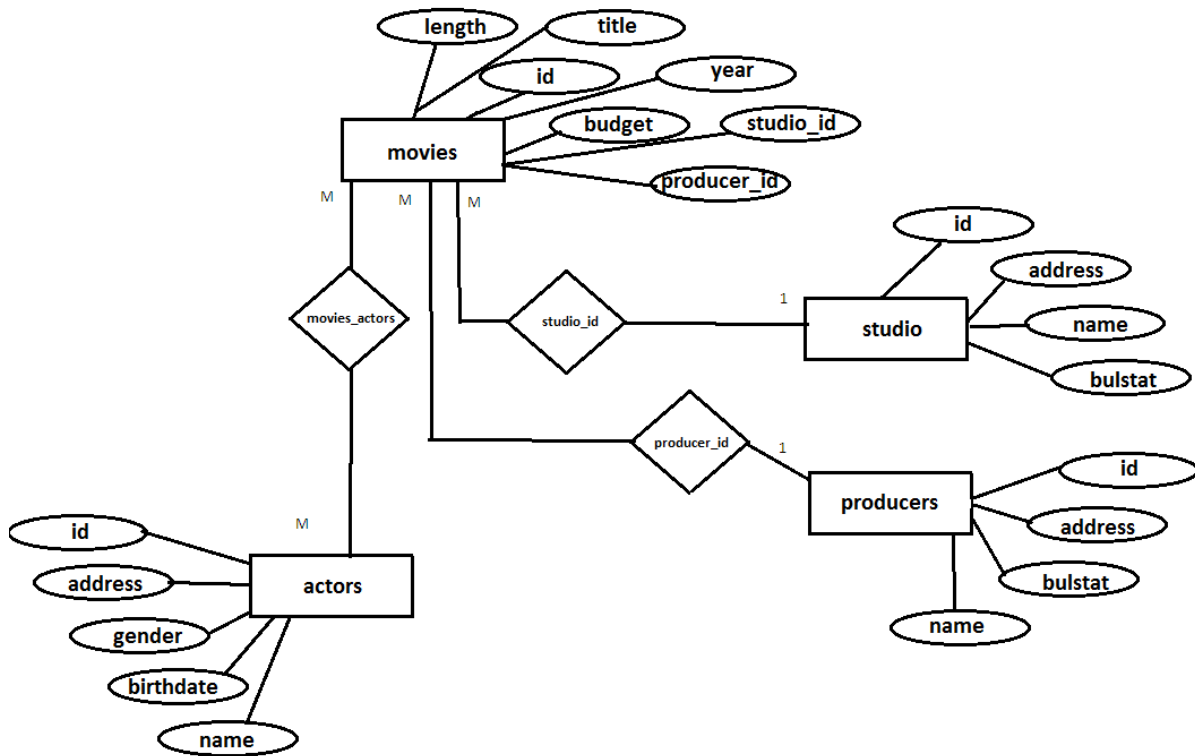 length
title
id
year
budget
studio_id
movies
producer_id
M
M
M
id
address
1
movies_actors
studio_id
studio
name
bulstat
producer_id
1
id
producers
address
M
id
bulstat
address
actors
name
gender
birthdate
name